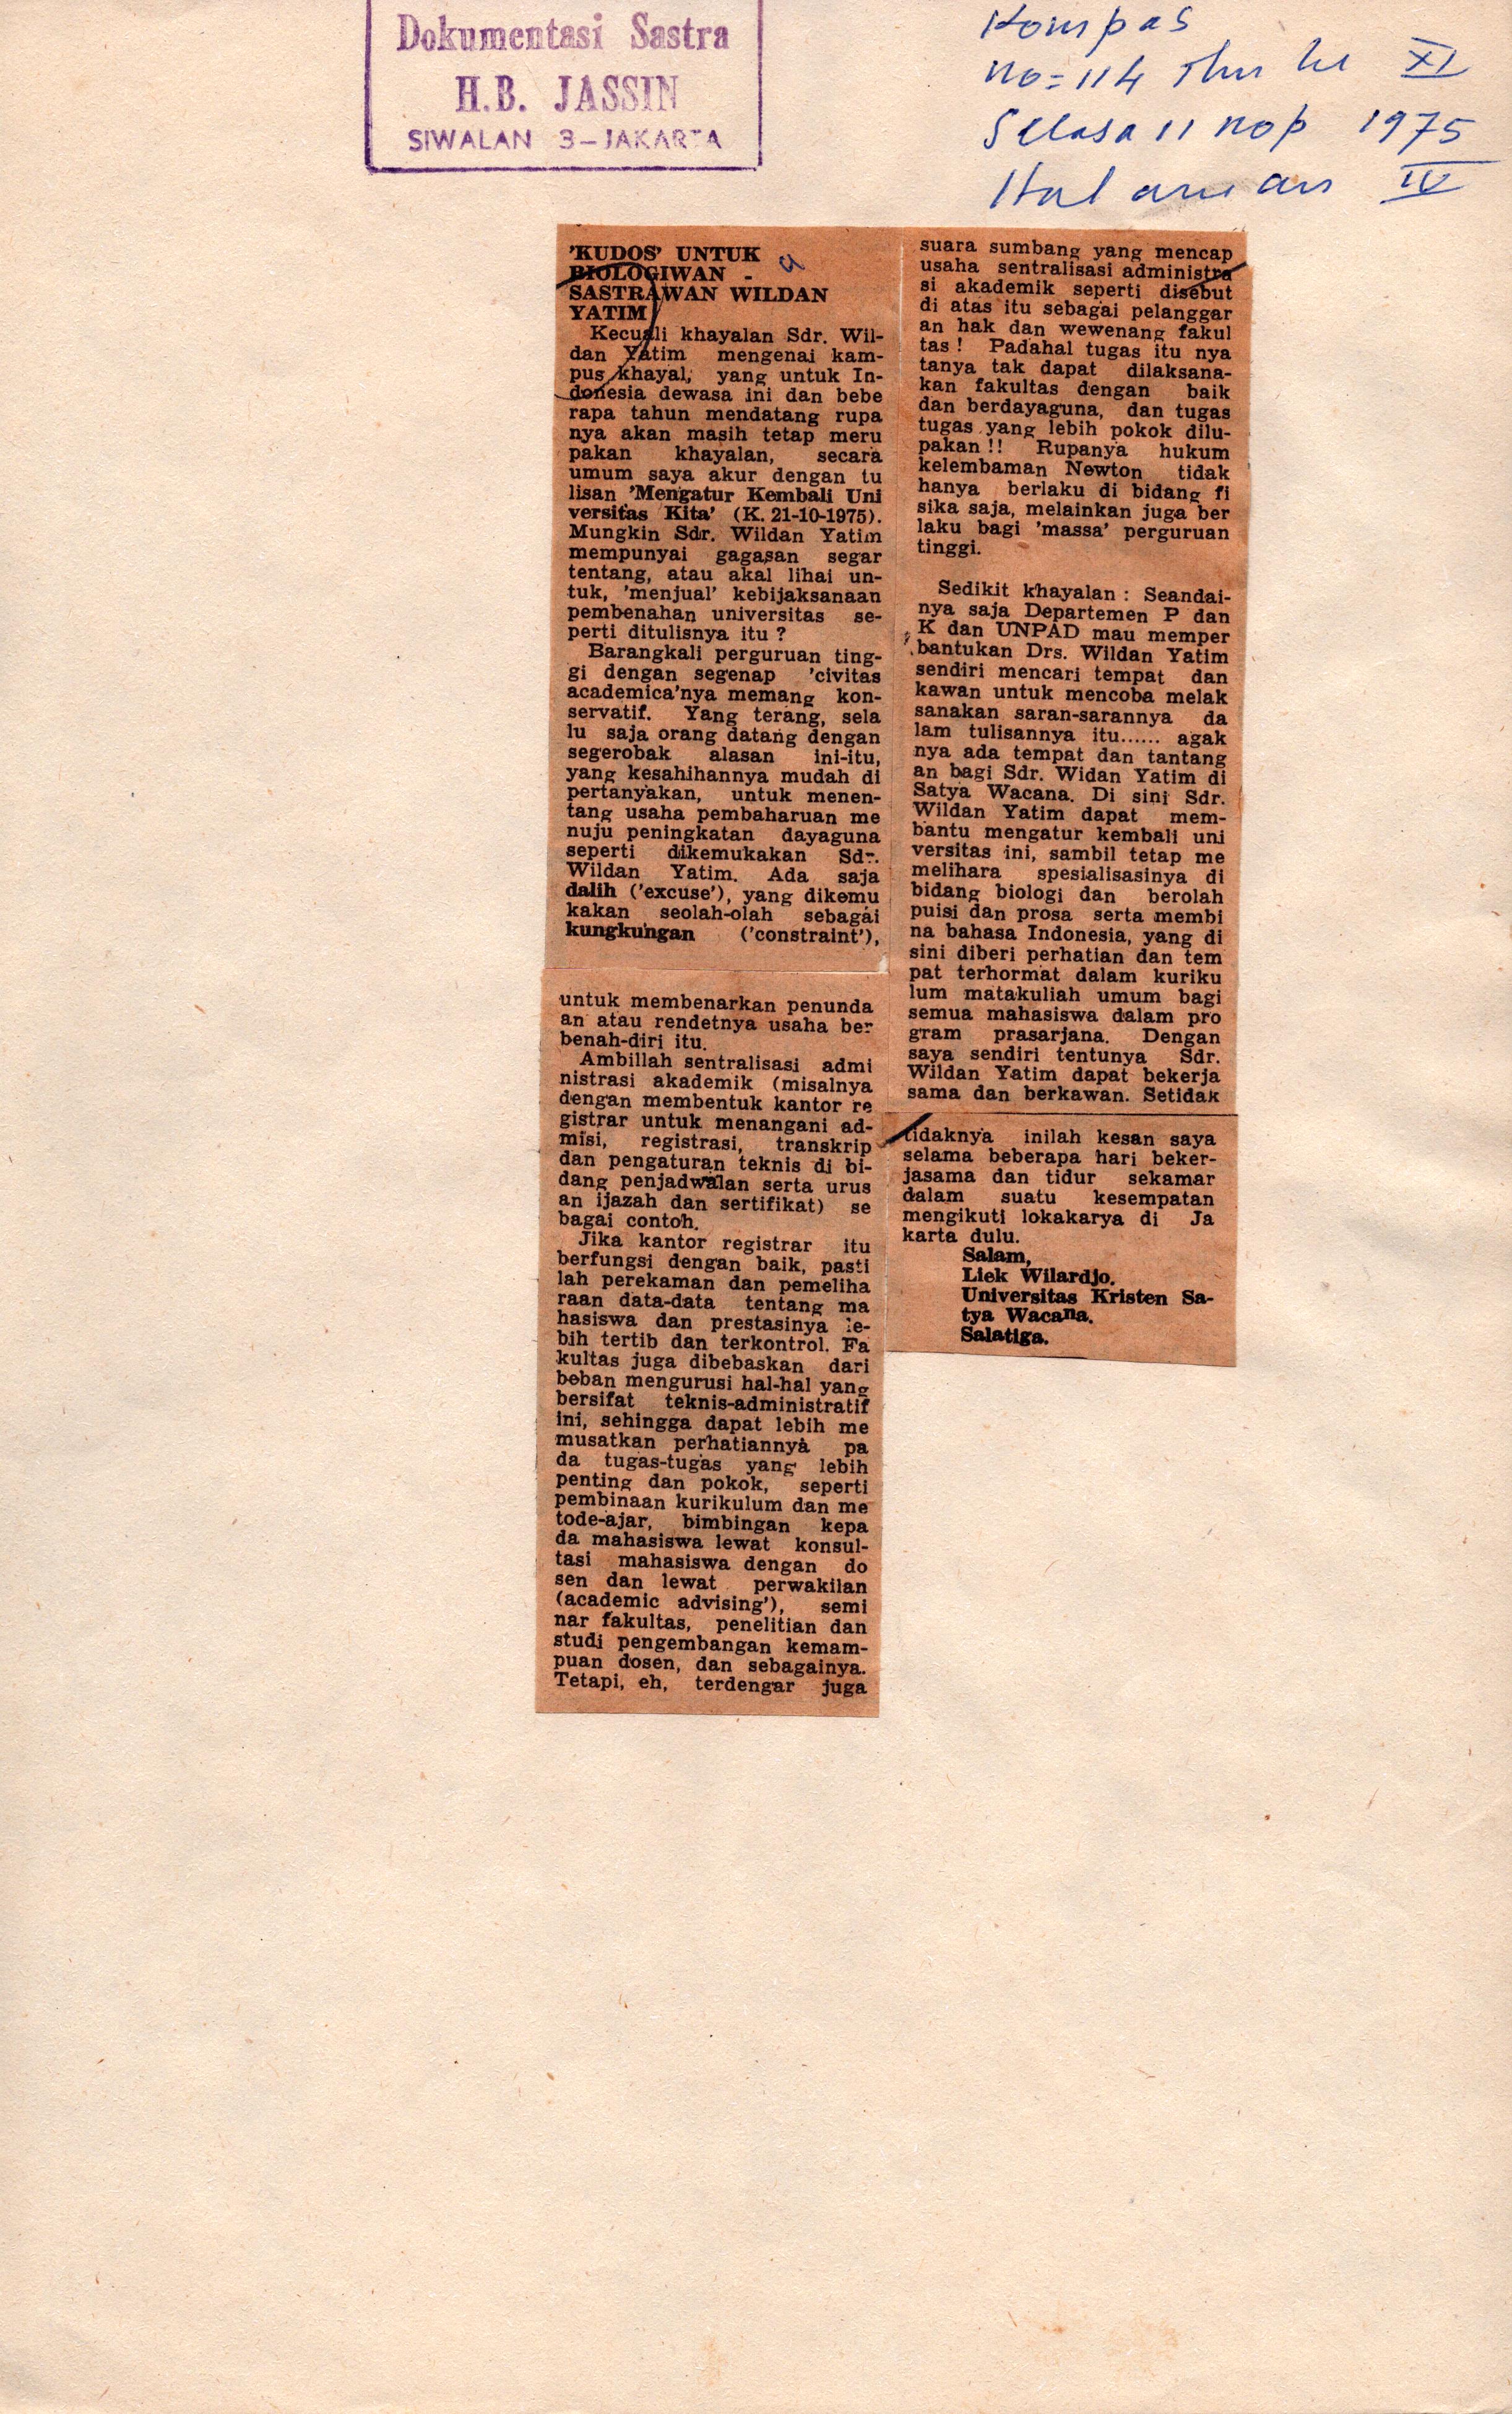 Dokumentasi Sastra
H.B. JASSIN
SIWALAN 3-JAKARTA
Kompas
no=114 Thn ke XI
Selasa 11 nop 1975
Halaman IV
'KUDOS' UNTUK
BIOLOGIWAN -
SASTRAWAN WILDAN
YATIM
Kecuali khayalan Sdr. Wil-
dan Yatim mengenai kam-
pus khayal, yang untuk In-
donesia dewasa ini dan bebe
rapa tahun mendatang rupa
nya akan masih tetap meru
pakan khayalan, secara
umum saya akur dengan tu
lisan 'Mengatur Kembali Uni
versitas Kita' (K. 21-10-1975).
Mungkin Sdr. Wildan Yatim
mempunyai gagasan segar
tentang, atau akal lihai un-
tuk, 'menjual' kebijaksanaan
pembenahan universitas se-
perti ditulisnya itu ?
Barangkali perguruan ting-
gi dengan segenap 'civitas
academica'nya memang kon-
servatif. Yang terang, sela
lu saja orang datang dengan
segerobak alasan ini-itu,
yang kesahihannya mudah di
pertanyakan, untuk menen-
tang usaha pembaharuan me
nuju peningkatan dayaguna
seperti dikemukakan Sdr.
Wildan Yatim. Ada saja
dalih ('excuse'), yang dikemu
kakan seolah-olah sebagai
kungkungan ('constraint'),
untuk membenarkan penunda
an atau rendetnya usaha ber
benah-diri itu.
Ambillah sentralisasi admi
nistrasi akademik (misalnya
dengan membentuk kantor re
gistrar untuk menangani ad-
misi, registrasi, transkrip
dan pengaturan teknis di bi-
dang penjadwalan serta urus
an ijazah dan sertifikat) se
bagai contoh.
Jika kantor registrar itu
berfungsi dengan baik, pasti
lah perekaman dan pemeliha
raan data-data tentang ma
hasiswa dan prestasinya le-
bih tertib dan terkontrol. Fa
kultas juga dibebaskan dari
beban mengurusi hal-hal yang
bersifat teknis-administratif
ini, sehingga dapat lebih me
musatkan perhatiannya pa
da tugas-tugas yang lebih
penting dan pokok, seperti
pembinaan kurikulum dan me
tode-ajar, bimbingan kepa
da mahasiswa lewat konsul-
tasi mahasiswa dengan do
sen dan lewat perwakilan
(academic advising'), semi
nar fakultas, penelitian dan
studi pengembangan kemam-
puan dosen, dan sebagainya.
Tetapi, eh, terdengar juga
suara sumbang yang mencap
usaha sentralisasi administra
si akademik seperti disebut
di atas itu sebagai pelanggar
an hak dan wewenang fakul
tas ! Padahal tugas itu nya
tanya tak dapat dilaksana-
kan fakultas dengan baik
dan berdayaguna, dan tugas
tugas yang lebih pokok dilu-
pakan !! Rupanya hukum
kelembaman Newton tidak
hanya berlaku di bidang fi
sika saja, melainkan juga ber
laku bagi 'massa' perguruan
tinggi.
Sedikit khayalan : Seandai-
nya saja Departemen P dan
K dan UNPAD mau memper
bantukan Drs. Wildan Yatim
sendiri mencari tempat dan
kawan untuk mencoba melak
sanakan saran-sarannya da
lam tulisannya itu...... agak
nya ada tempat dan tantang
an bagi Sdr. Widan Yatim di
Satya Wacana. Di sini Sdr.
Wildan Yatim dapat mem-
bantu mengatur kembali uni
versitas ini, sambil tetap me
melihara spesialisasinya di
bidang biologi dan berolah
puisi dan prosa serta membi
na bahasa Indonesia, yang di
sini diberi perhatian dan tem
pat terhormat dalam kuriku
lum matakuliah umum bagi
semua mahasiswa dalam pro
gram prasarjana. Dengan
saya sendiri tentunya Sdr.
Wildan Yatim dapat bekerja
sama dan berkawan. Setidak
tidaknya inilah kesan saya
selama beberapa hari beker-
jasama dan tidur sekamar
dalam suatu kesempatan
mengikuti lokakarya di Ja
karta dulu.
Salam,
Liek Wilardjo.
Universitas Kristen Sa-
tya Wacana.
Salatiga.